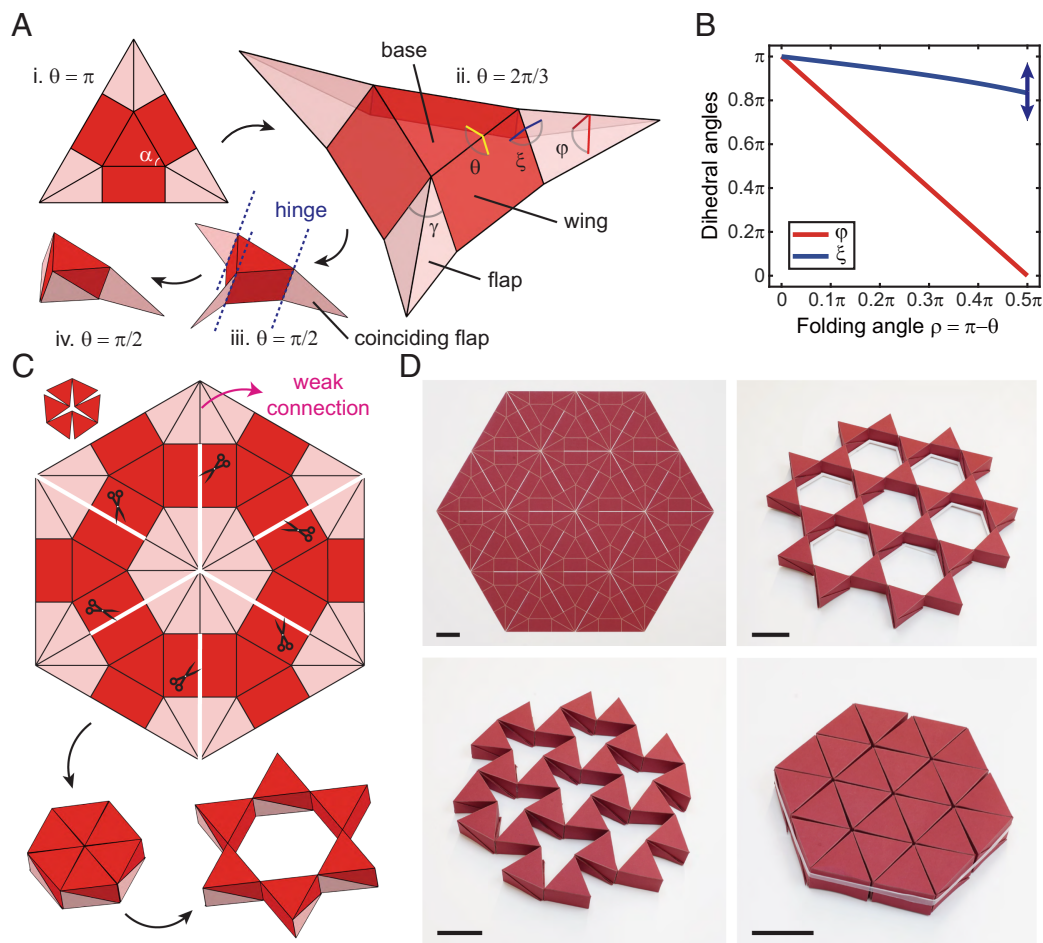 A
i. θ = π
α
base
ii. θ = 2π/3
θ
ξ
φ
γ
wing
flap
hinge
coinciding flap
iv. θ = π/2
iii. θ = π/2
B
Dihedral angles
π
0.8π
0.6π
0.4π
0.2π
0
φ
ξ
0 0.1π 0.2π 0.3π 0.4π 0.5π
Folding angle ρ = π−θ
C
weak
connection
D